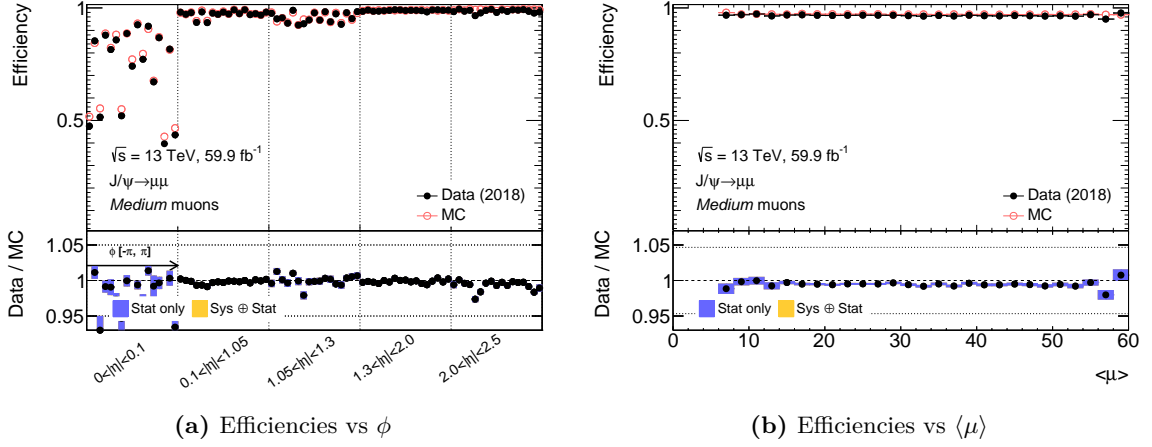 Efficiency
1
0.5
√s = 13 TeV, 59.9 fb⁻¹
J/ψ→μμ
Medium muons
Data (2018)
MC
Data / MC
1.05
1
0.95
ϕ [-π, π]
Stat only
Sys ⊕ Stat
0<|η|<0.1
0.1<|η|<1.05
1.05<|η|<1.3
1.3<|η|<2.0
2.0<|η|<2.5
(a) Efficiencies vs ϕ
Efficiency
1
0.5
√s = 13 TeV, 59.9 fb⁻¹
J/ψ→μμ
Medium muons
Data (2018)
MC
Data / MC
1.05
1
0.95
Stat only
Sys ⊕ Stat
0 10 20 30 40 50 60
<μ>
(b) Efficiencies vs ⟨μ⟩